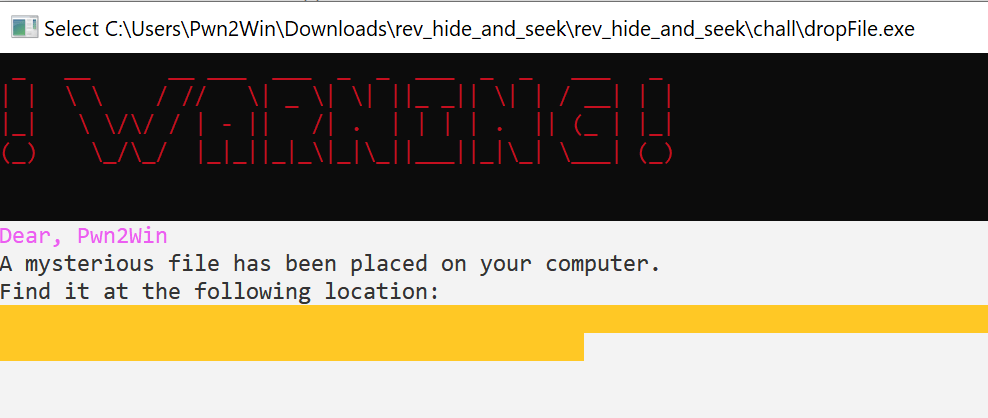 Select C:\Users\Pwn2Win\Downloads\rev_hide_and_seek\rev_hide_and_seek\chall\dropFile.exe
! WARNING !
Dear, Pwn2Win
A mysterious file has been placed on your computer.
Find it at the following location: